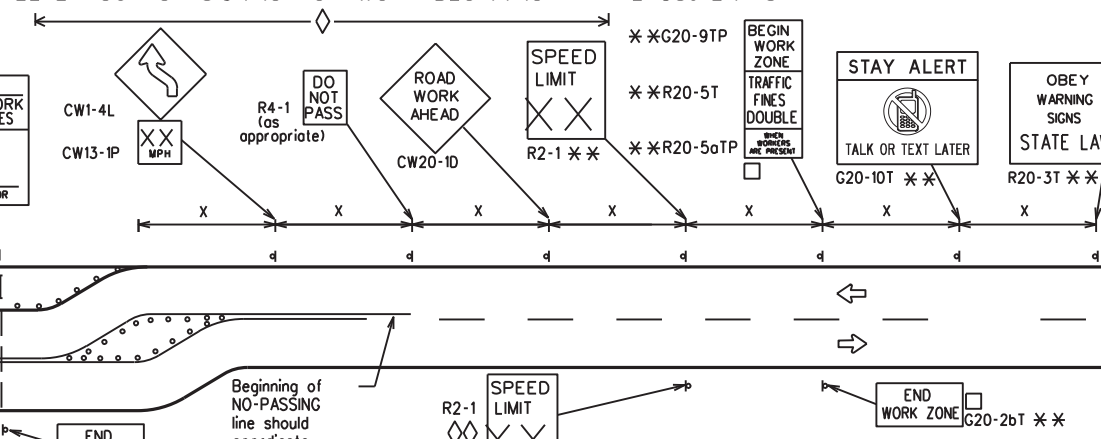 CW1-4L
XX
MPH
CW13-1P
R4-1
(as
appropriate)
DO
NOT
PASS
ROAD
WORK
AHEAD
CW20-1D
SPEED
LIMIT
XX
R2-1 **
**G20-9TP
**R20-5T
**R20-5aTP
BEGIN
WORK
ZONE
TRAFFIC
FINES
DOUBLE
WHEN
WORKERS
ARE PRESENT
STAY ALERT
TALK OR TEXT LATER
G20-10T **
OBEY
WARNING
SIGNS
STATE LA
R20-3T **
X X X X X X X
Beginning of
NO-PASSING
line should
R2-1
SPEED
LIMIT
END
WORK ZONE
G20-2bT **
END